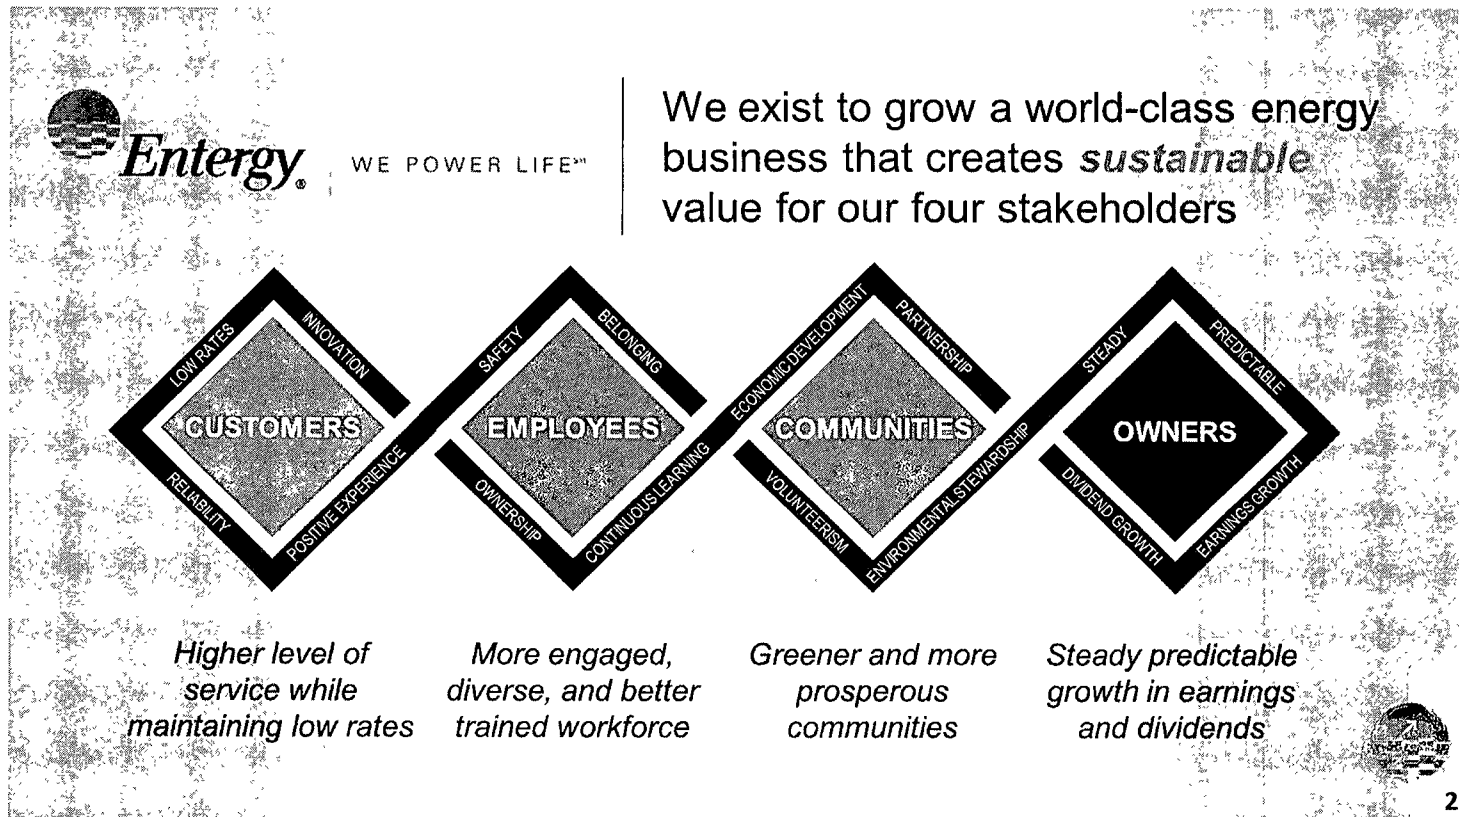 Entergy®
WE POWER LIFE℠
We exist to grow a world-class energy
business that creates sustainable
value for our four stakeholders
LOW RATES
INNOVATION
CUSTOMERS
RELIABILITY
POSITIVE EXPERIENCE
SAFETY
BELONGING
EMPLOYEES
OWNERSHIP
CONTINUOUS LEARNING
ECONOMIC DEVELOPMENT
PARTNERSHIP
COMMUNITIES
VOLUNTEERISM
ENVIRONMENTAL STEWARDSHIP
STEADY
PREDICTABLE
OWNERS
DIVIDEND GROWTH
EARNINGS GROWTH
Higher level of
service while
maintaining low rates
More engaged,
diverse, and better
trained workforce
Greener and more
prosperous
communities
Steady predictable
growth in earnings
and dividends
2